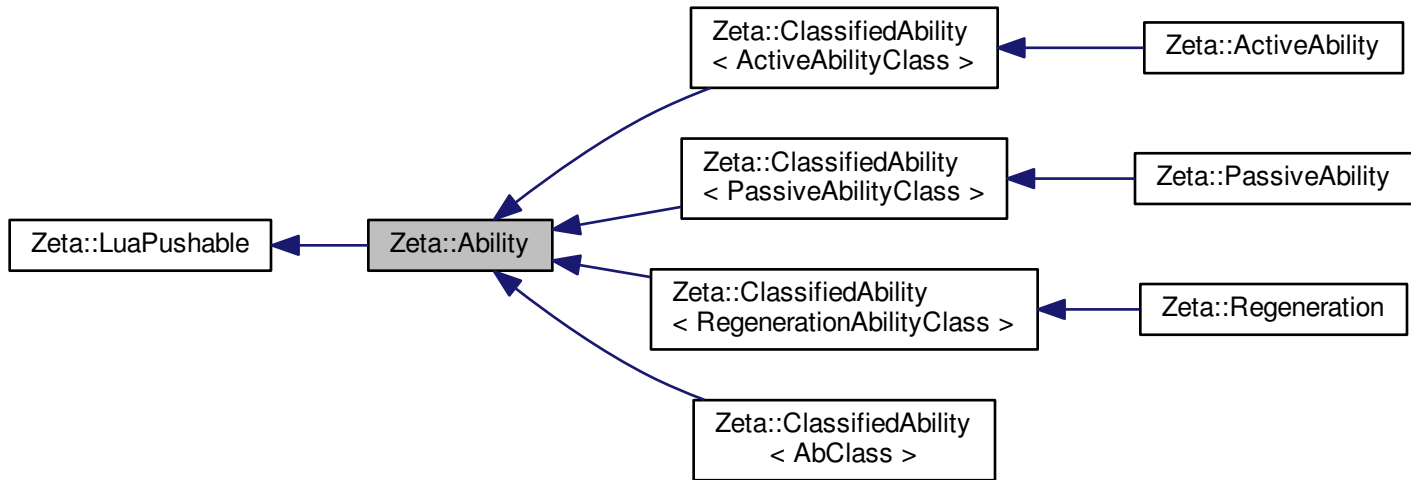 Zeta::LuaPushable
Zeta::Ability
Zeta::ClassifiedAbility
< ActiveAbilityClass >
Zeta::ActiveAbility
Zeta::ClassifiedAbility
< PassiveAbilityClass >
Zeta::PassiveAbility
Zeta::ClassifiedAbility
< RegenerationAbilityClass >
Zeta::Regeneration
Zeta::ClassifiedAbility
< AbClass >